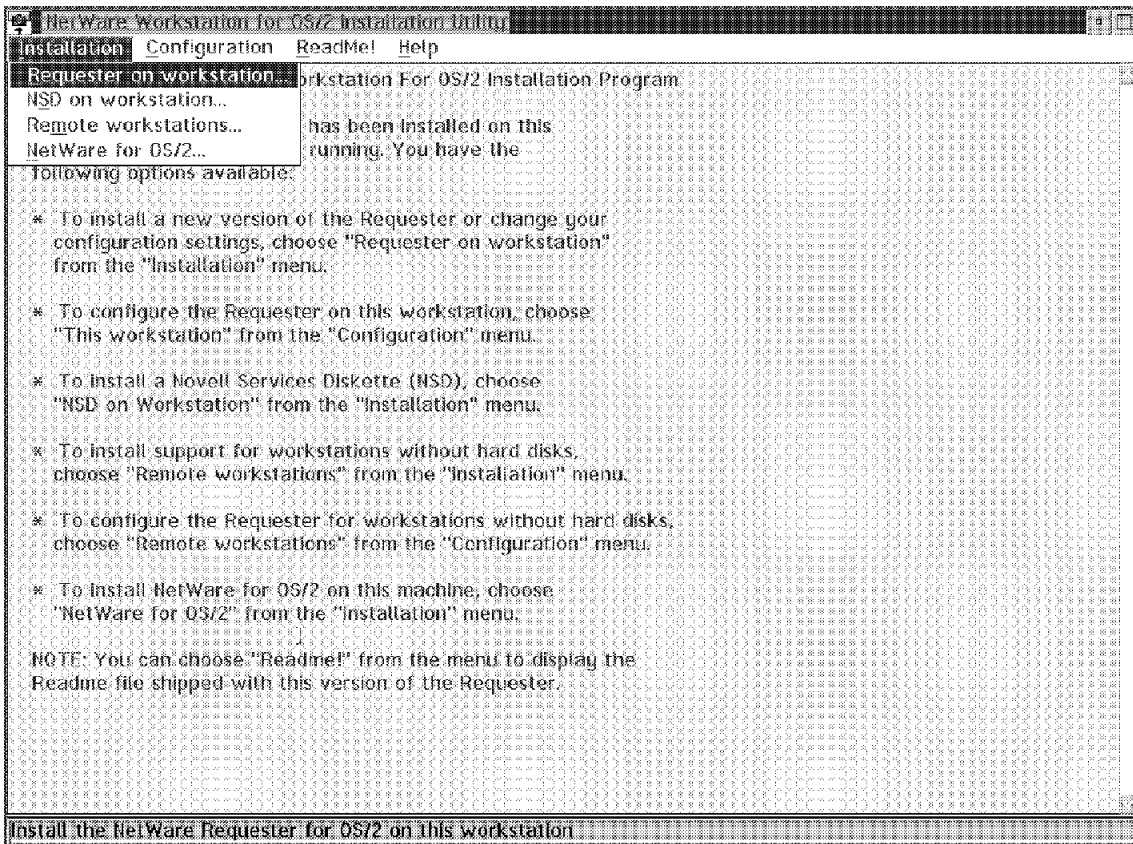 NetWare Workstation for OS/2 Installation Utility
Installation Configuration ReadMe! Help
Requester on workstation...
NSD on workstation...
Remote workstations...
NetWare for OS/2...
orkstation For OS/2 Installation Program
has been installed on this
running. You have the
following options available:
* To install a new version of the Requester or change your
configuration settings, choose "Requester on workstation"
from the "Installation" menu.
* To configure the Requester on this workstation, choose
"This workstation" from the "Configuration" menu.
* To install a Novell Services Diskette (NSD), choose
"NSD on Workstation" from the "Installation" menu.
* To install support for workstations without hard disks,
choose "Remote workstations" from the "Installation" menu.
* To configure the Requester for workstations without hard disks,
choose "Remote workstations" from the "Configuration" menu.
* To install NetWare for OS/2 on this machine, choose
"NetWare for OS/2" from the "Installation" menu.
NOTE: You can choose "Readme!" from the menu to display the
Readme file shipped with this version of the Requester.
Install the NetWare Requester for OS/2 on this workstation